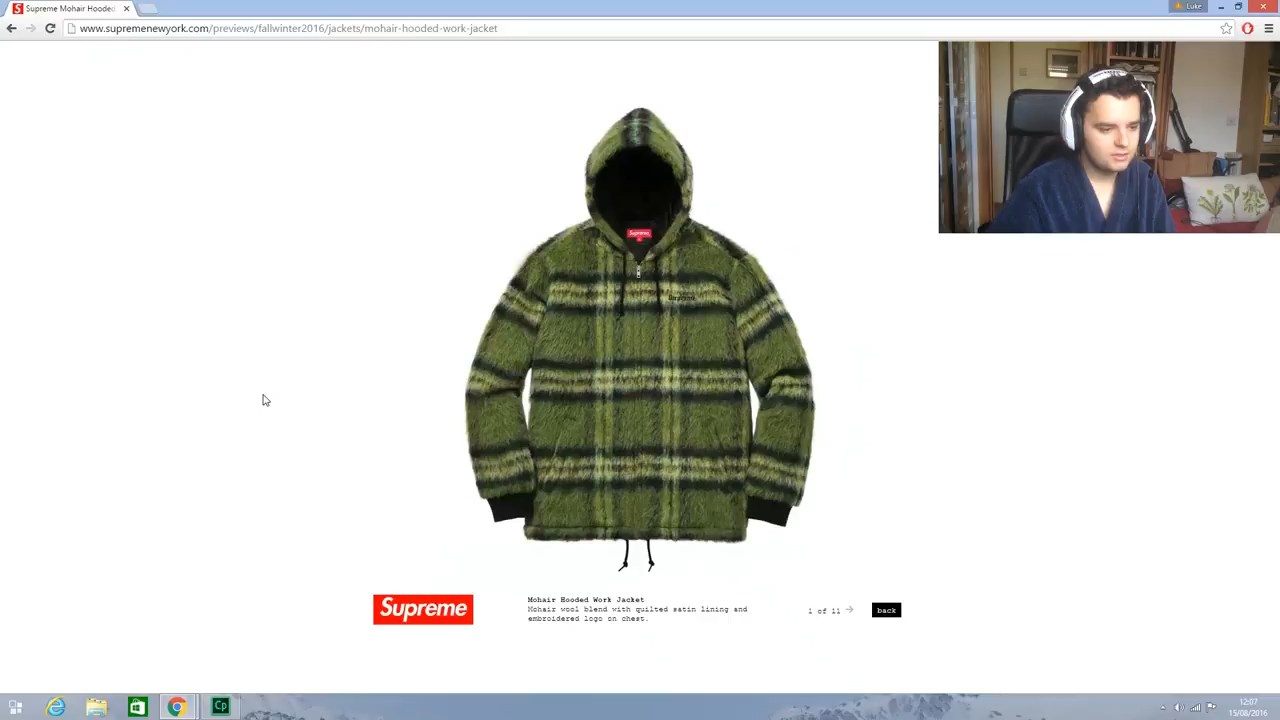 Supreme Mohair Hooded
Luke
www.supremenewyork.com/previews/fallwinter2016/jackets/mohair-hooded-work-jacket
Supreme
Supreme
Supreme
Mohair Hooded Work Jacket
Mohair wool blend with quilted satin lining and
embroidered logo on chest.
1 of 11
back
Cp
12:07
15/08/2016